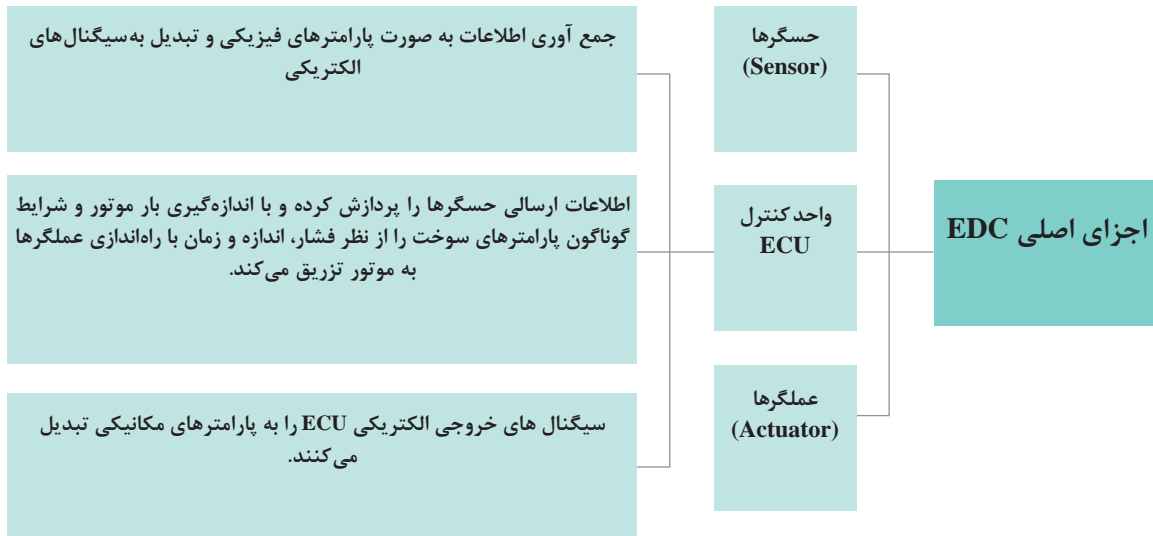 اجزای اصلی EDC
حسگرها
(Sensor)
جمع آوری اطلاعات به صورت پارامترهای فیزیکی و تبدیل به‌سیگنال‌های
الکتریکی
واحد کنترل
ECU
اطلاعات ارسالی حسگرها را پردازش کرده و با اندازه‌گیری بار موتور و شرایط
گوناگون پارامترهای سوخت را از نظر فشار، اندازه و زمان با راه‌اندازی عملگرها
به موتور تزریق می‌کند.
عملگرها
(Actuator)
سیگنال های خروجی الکتریکی ECU را به پارامترهای مکانیکی تبدیل
می‌کنند.